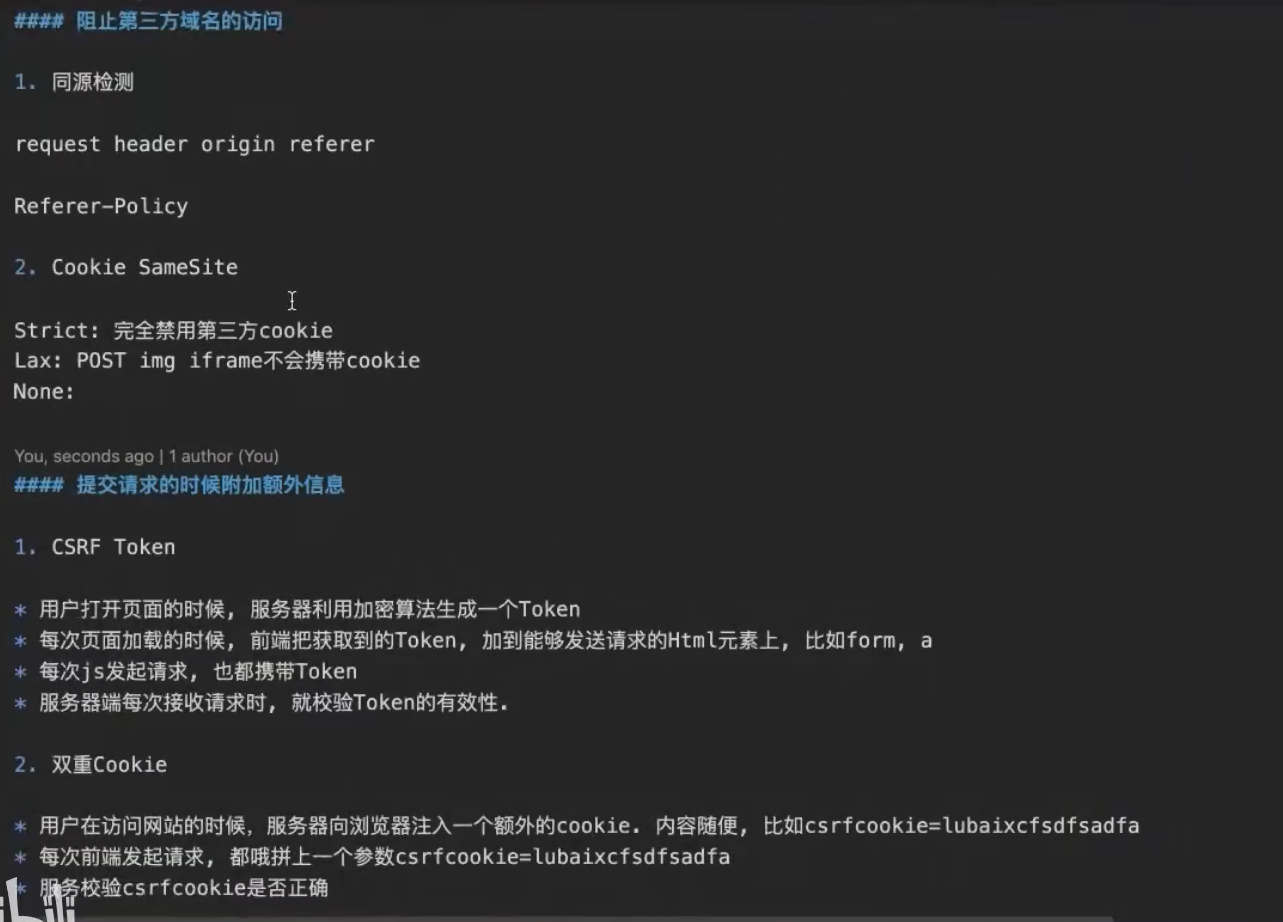 #### 阻止第三方域名的访问
1. 同源检测
request header origin referer
Referer-Policy
2. Cookie SameSite
Strict: 完全禁用第三方cookie
Lax: POST img iframe不会携带cookie
None:
You, seconds ago | 1 author (You)
#### 提交请求的时候附加额外信息
1. CSRF Token
* 用户打开页面的时候, 服务器利用加密算法生成一个Token
* 每次页面加载的时候, 前端把获取到的Token, 加到能够发送请求的Html元素上, 比如form, a
* 每次js发起请求, 也都携带Token
* 服务器端每次接收请求时, 就校验Token的有效性.
2. 双重Cookie
* 用户在访问网站的时候, 服务器向浏览器注入一个额外的cookie. 内容随便, 比如csrfcookie=lubaixcfsdfsadfa
* 每次前端发起请求, 都哦拼上一个参数csrfcookie=lubaixcfsdfsadfa
* 服务校验csrfcookie是否正确